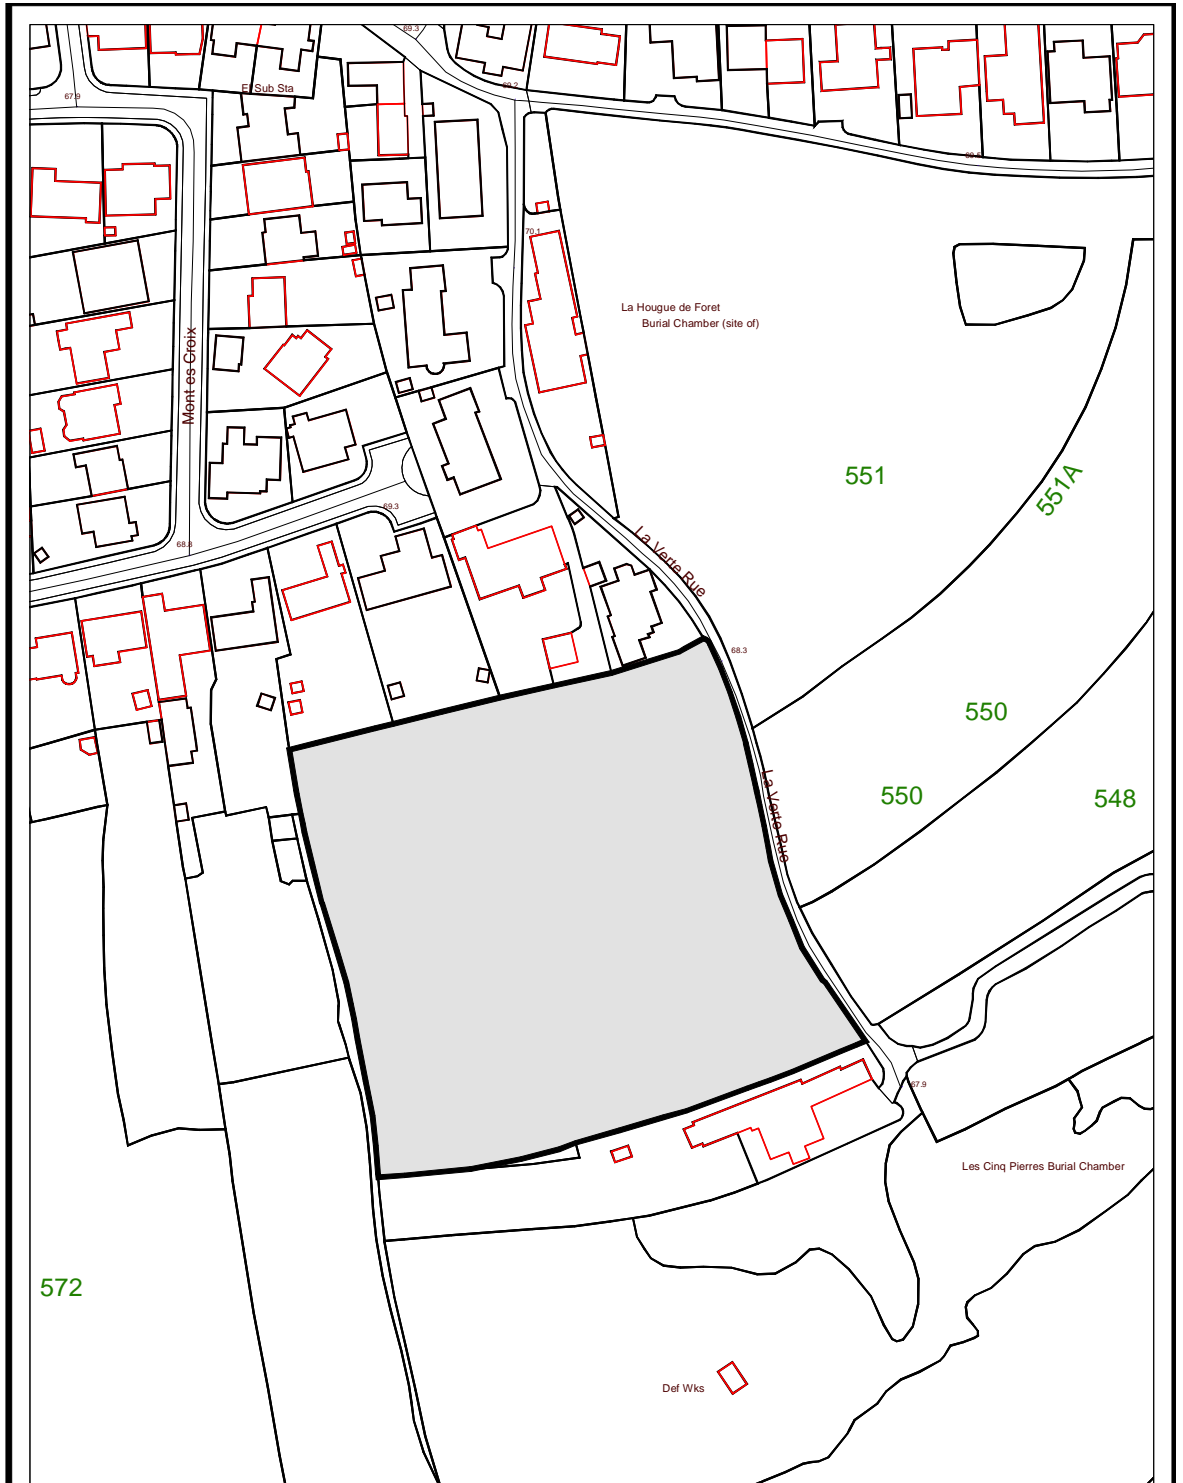 69.3
El Sub Sta
69.2
67.9
69.5
70.1
La Hougue de Foret
Burial Chamber (site of)
Mont es Croix
551
551A
69.3
68.8
La Verte Rue
68.3
550
La Verte Rue
550
548
67.9
Les Cinq Pierres Burial Chamber
572
Def Wks